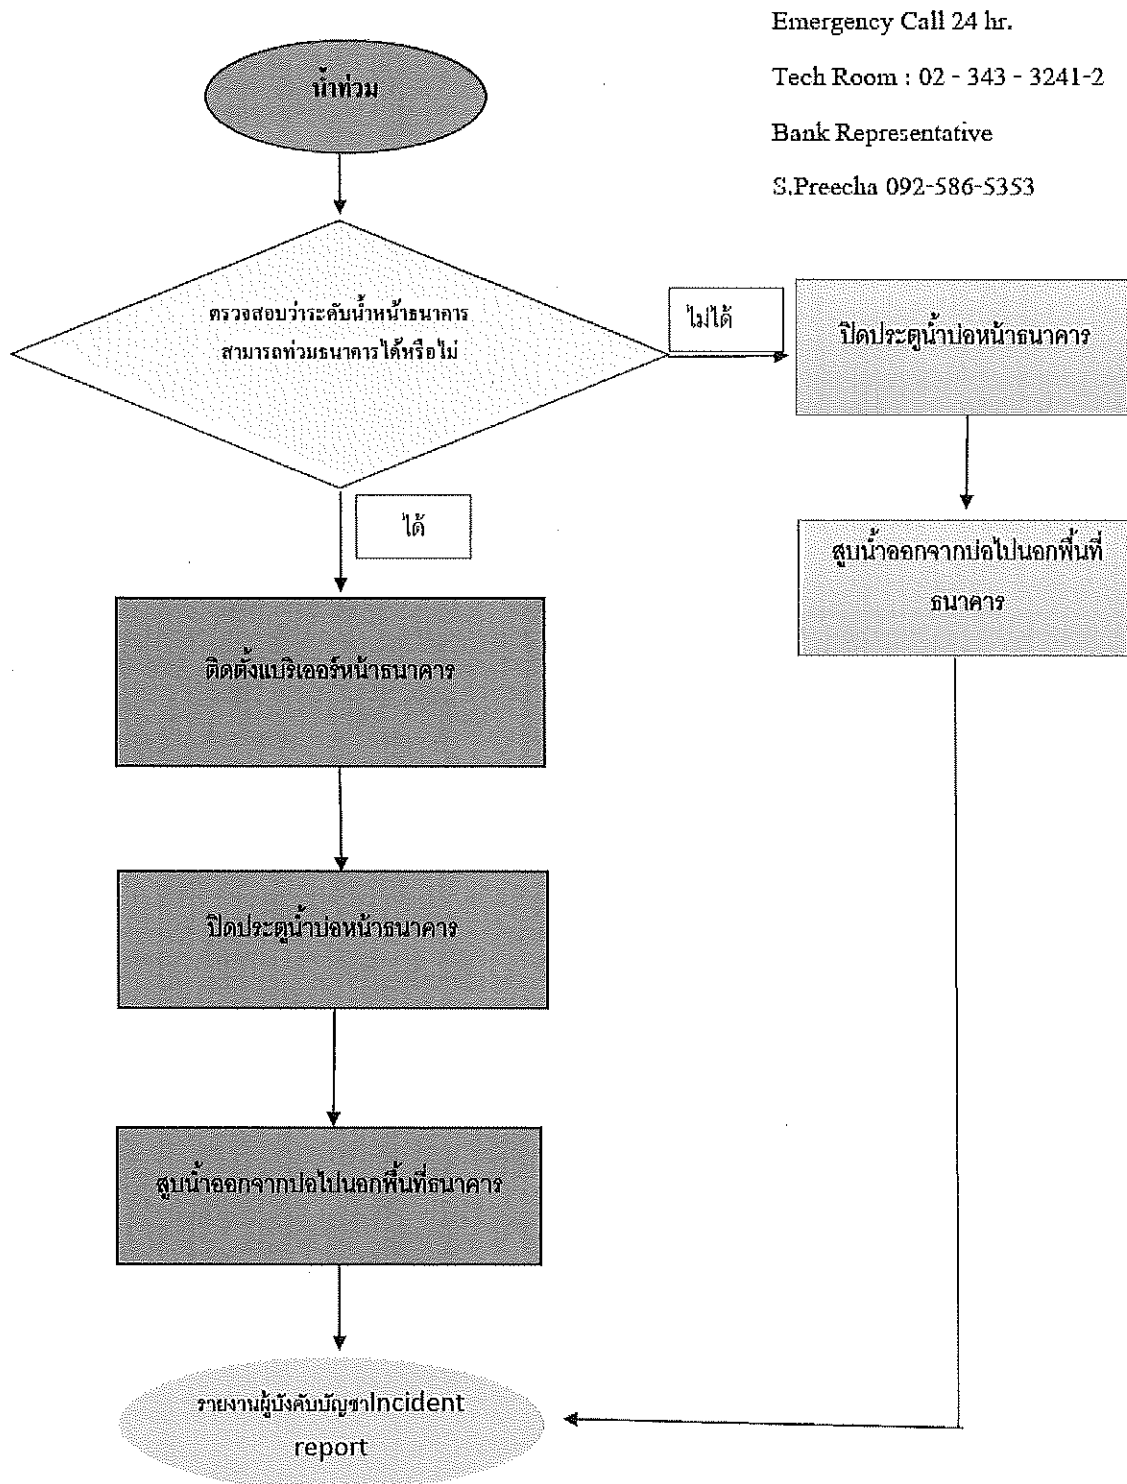 Emergency Call 24 hr.
Tech Room : 02 - 343 - 3241-2
Bank Representative
S.Preecha 092-586-5353
น้ำท่วม
ตรวจสอบว่าระดับน้ำหน้าธนาคาร
สามารถท่วมธนาคารได้หรือไม่
ไม่ได้
ปิดประตูน้ำบ่อหน้าธนาคาร
สูบน้ำออกจากบ่อไปนอกพื้นที่
ธนาคาร
ได้
ติดตั้งแบริเออร์หน้าธนาคาร
ปิดประตูน้ำบ่อหน้าธนาคาร
สูบน้ำออกจากบ่อไปนอกพื้นที่ธนาคาร
รายงานผู้บังคับบัญชาIncident
report